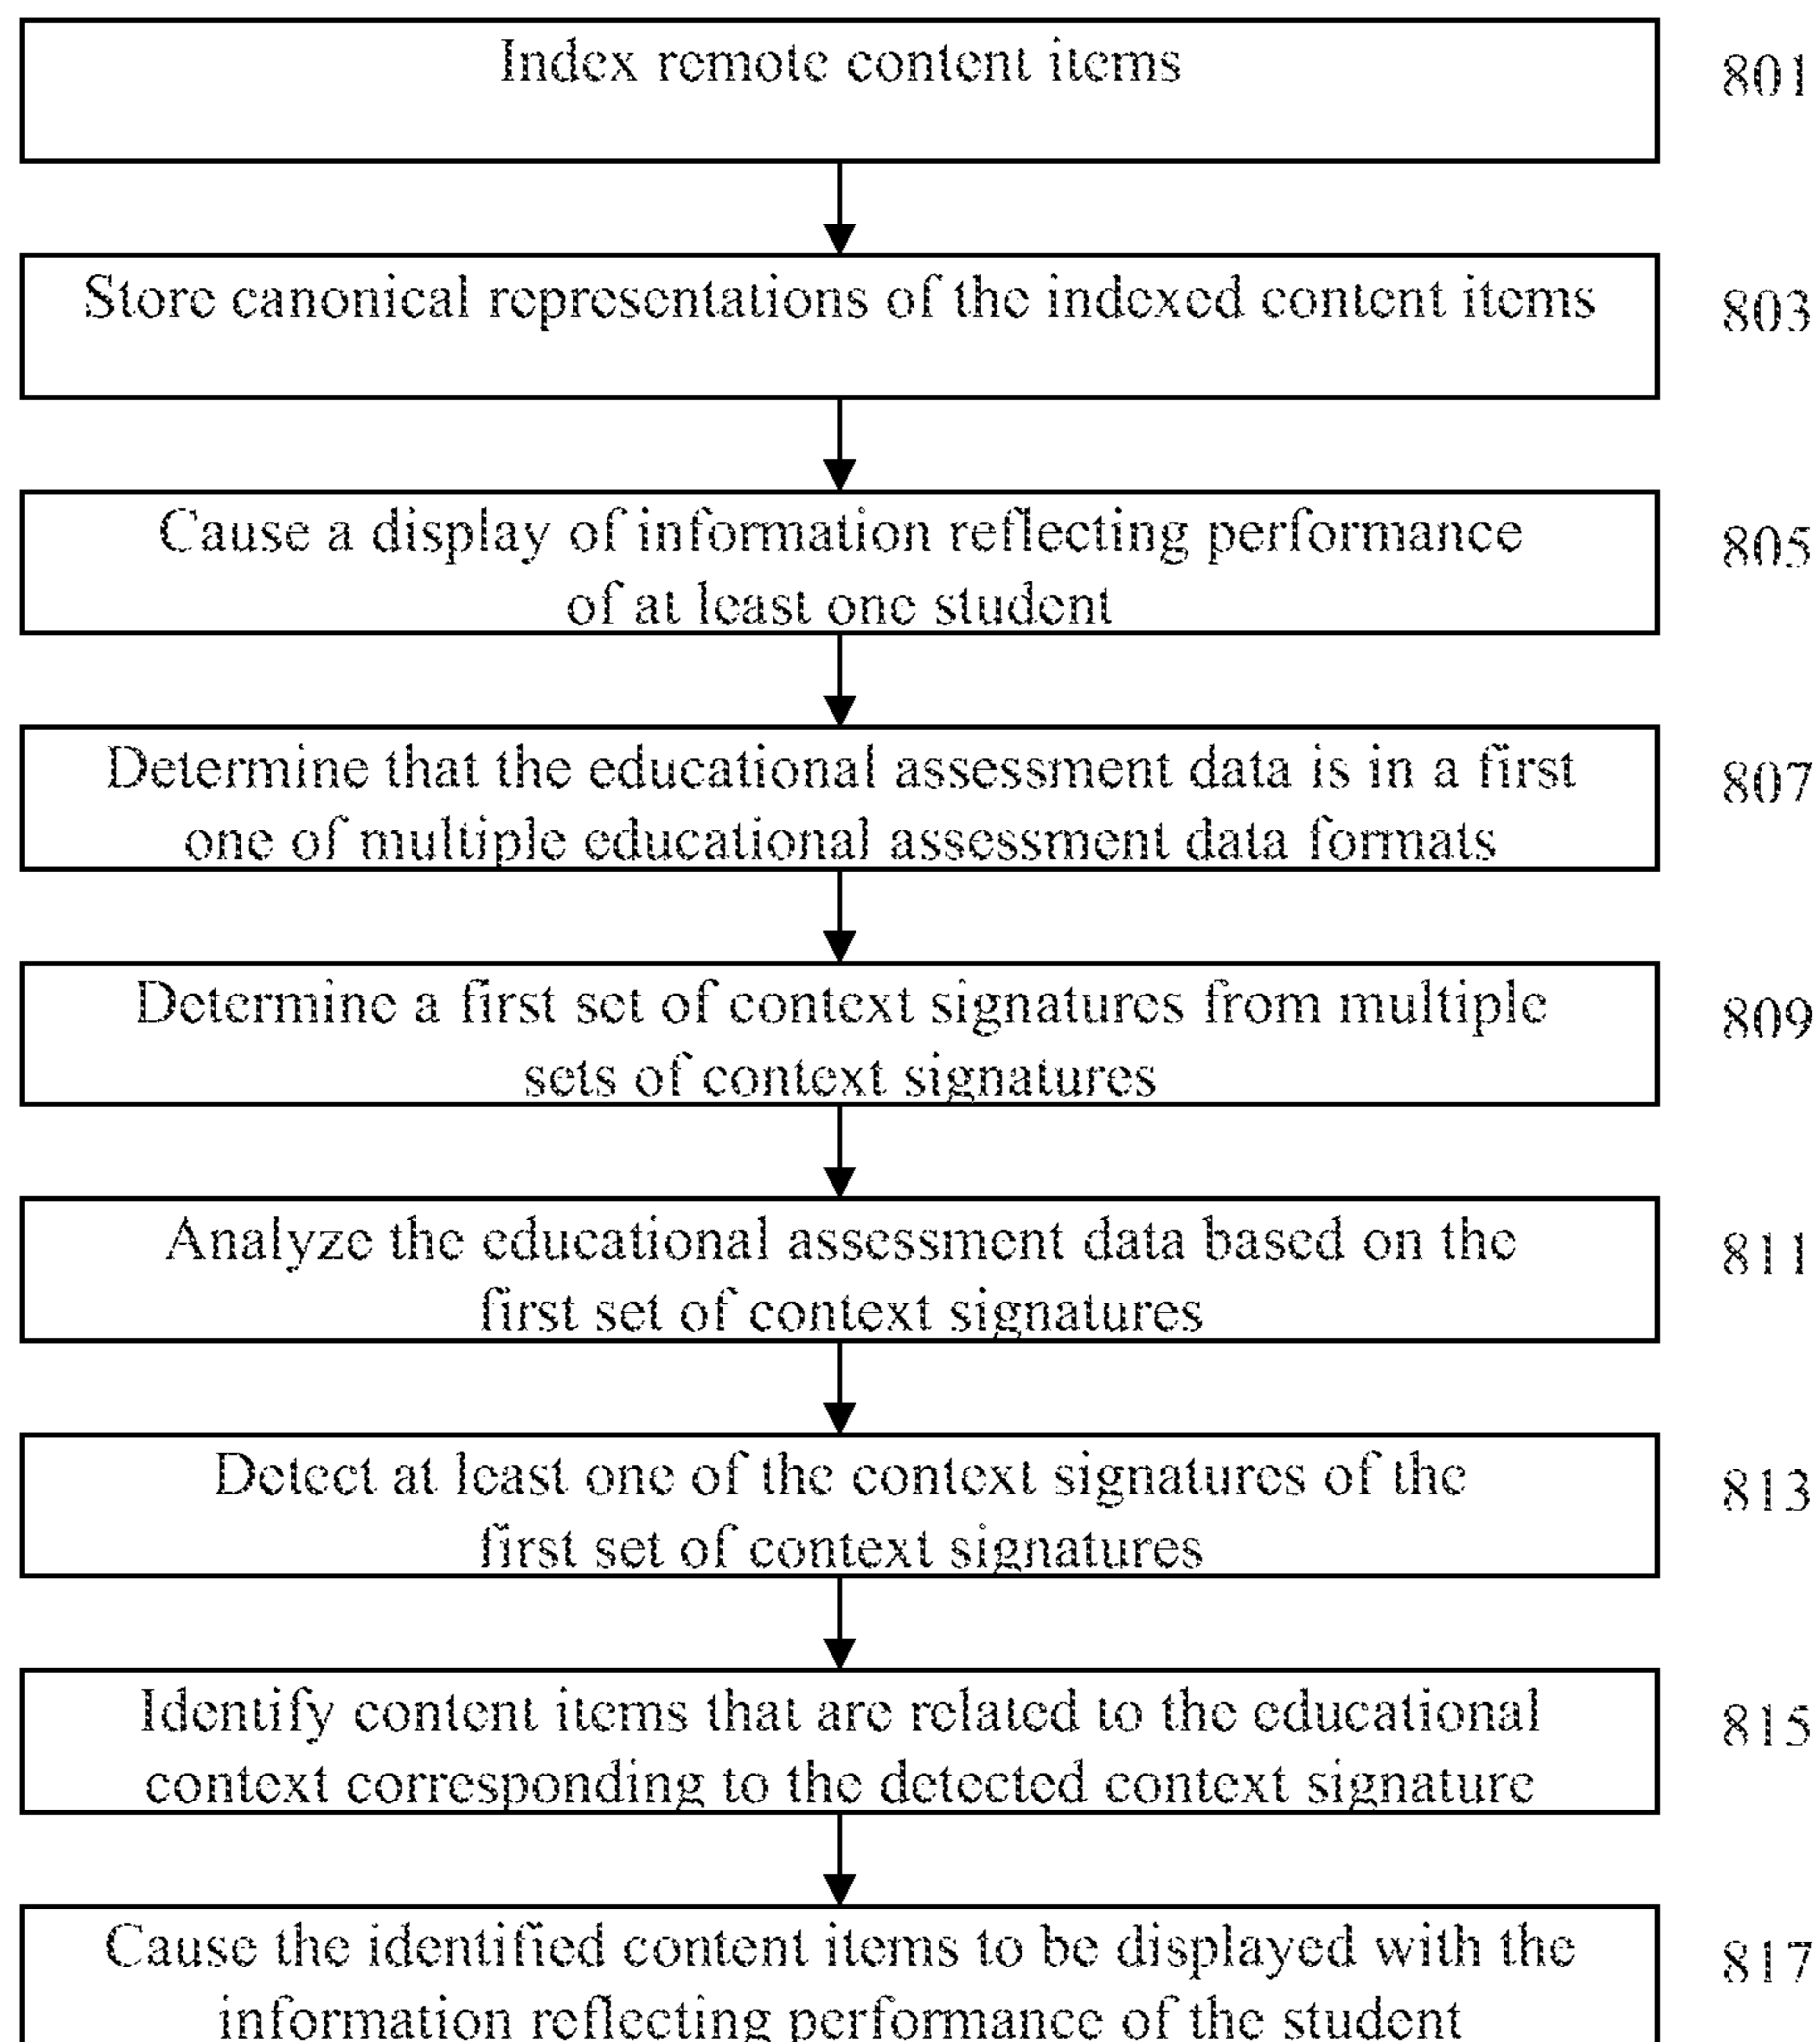 Index remote content items
801
Store canonical representations of the indexed content items
803
Cause a display of information reflecting performance
of at least one student
805
Determine that the educational assessment data is in a first
one of multiple educational assessment data formats
807
Determine a first set of context signatures from multiple
sets of context signatures
809
Analyze the educational assessment data based on the
first set of context signatures
811
Detect at least one of the context signatures of the
first set of context signatures
813
Identify content items that are related to the educational
context corresponding to the detected context signature
815
Cause the identified content items to be displayed with the
information reflecting performance of the student
817